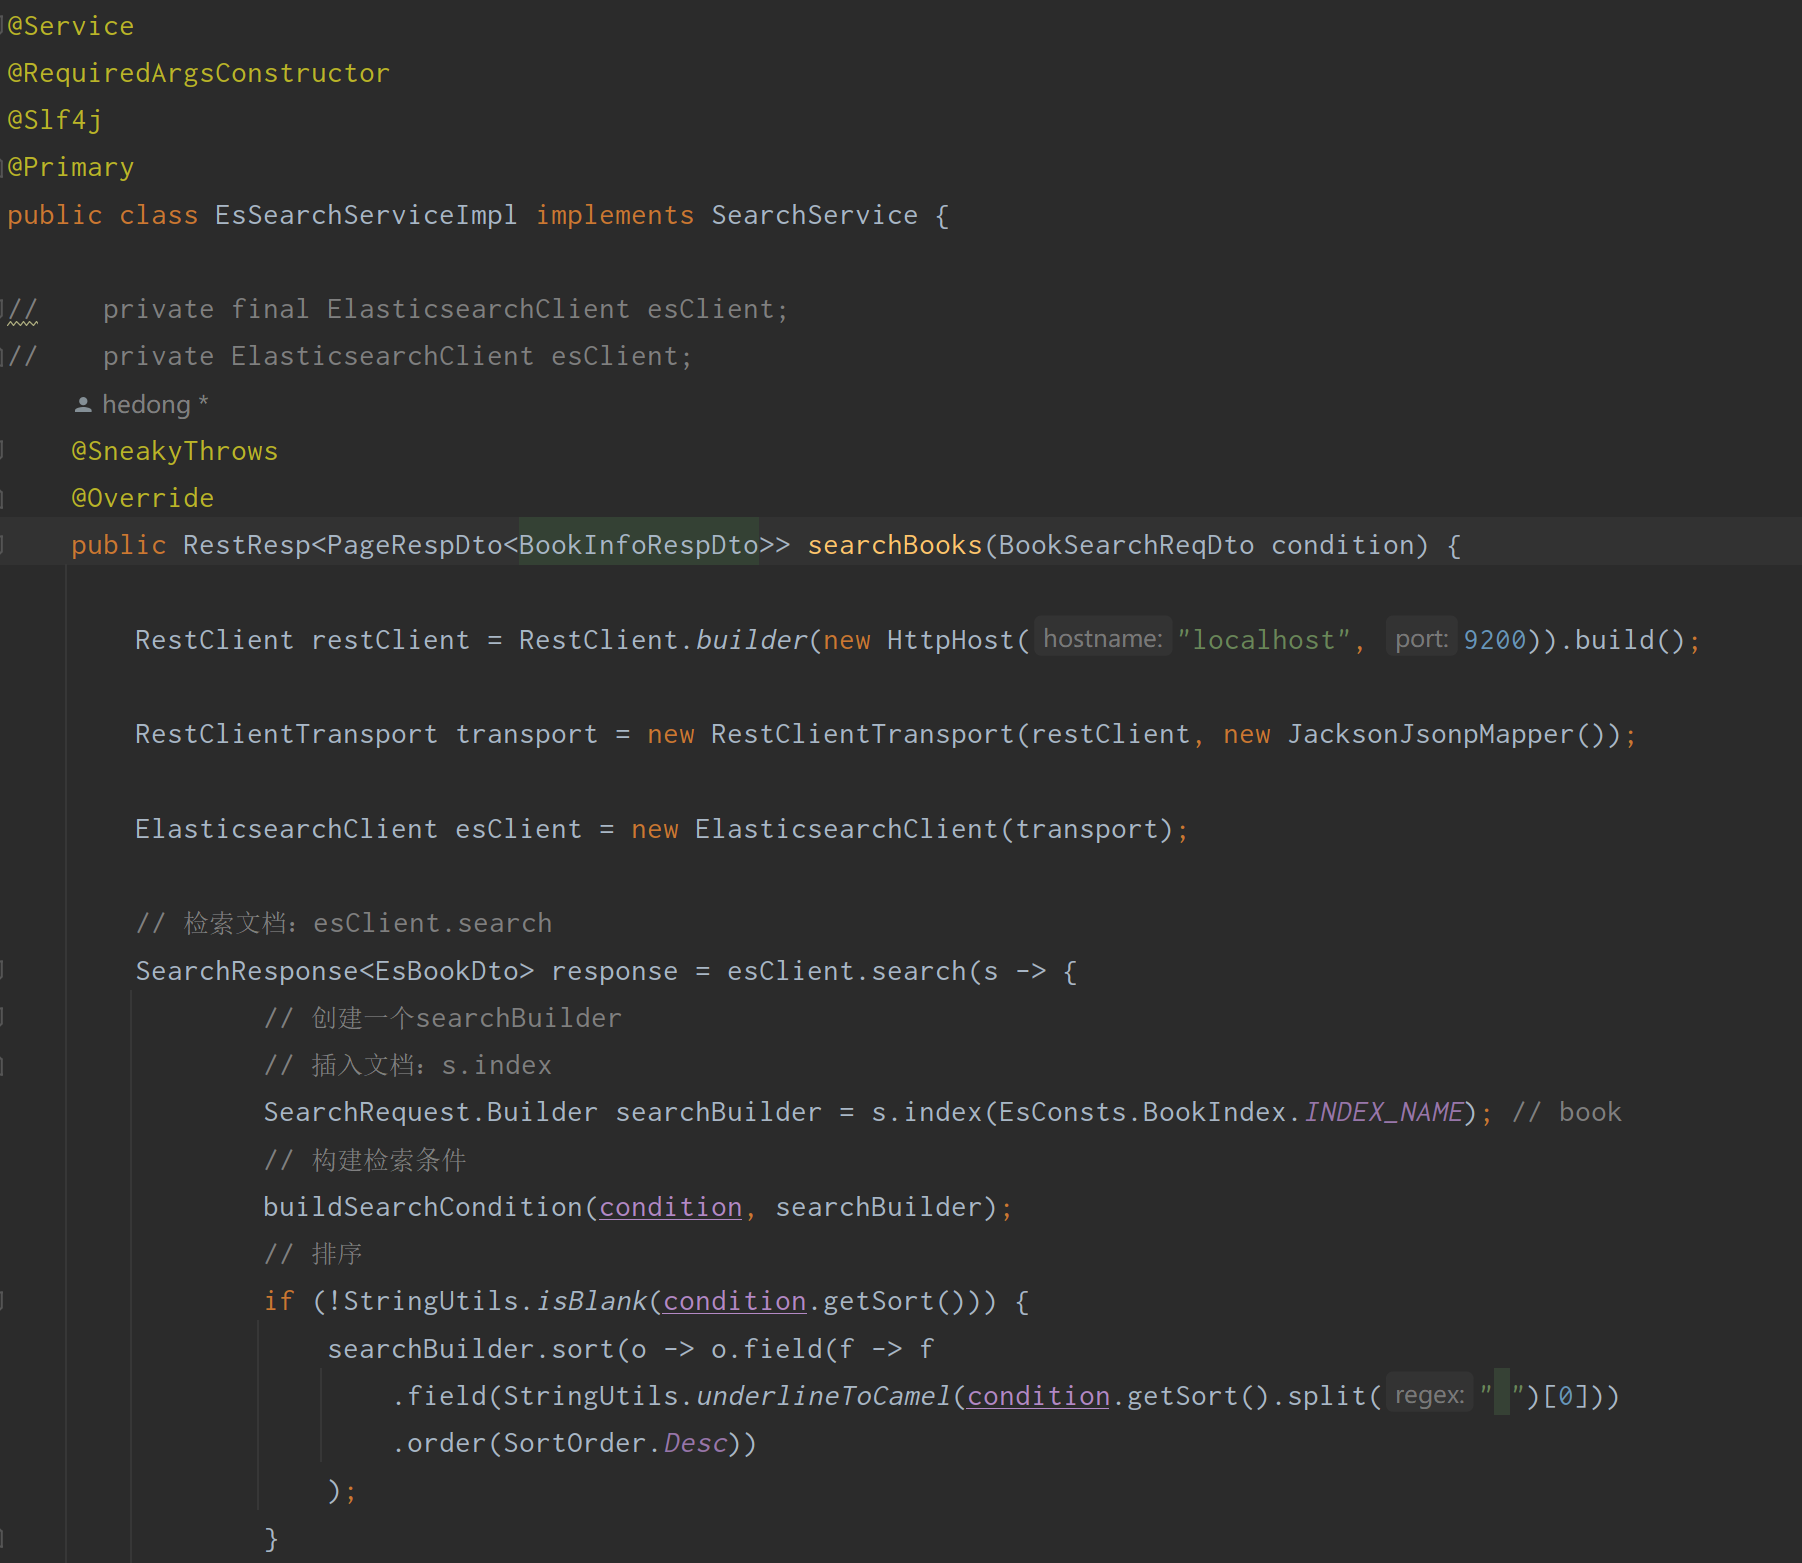 @Service
@RequiredArgsConstructor
@Slf4j
@Primary
public class EsSearchServiceImpl implements SearchService {
//    private final ElasticsearchClient esClient;
//    private ElasticsearchClient esClient;
hedong *
@SneakyThrows
@Override
public RestResp<PageRespDto<BookInfoRespDto>> searchBooks(BookSearchReqDto condition) {
RestClient restClient = RestClient.builder(new HttpHost( hostname: "localhost", port: 9200)).build();
RestClientTransport transport = new RestClientTransport(restClient, new JacksonJsonpMapper());
ElasticsearchClient esClient = new ElasticsearchClient(transport);
// 检索文档：esClient.search
SearchResponse<EsBookDto> response = esClient.search(s -> {
// 创建一个searchBuilder
// 插入文档：s.index
SearchRequest.Builder searchBuilder = s.index(EsConsts.BookIndex.INDEX_NAME); // book
// 构建检索条件
buildSearchCondition(condition, searchBuilder);
// 排序
if (!StringUtils.isBlank(condition.getSort())) {
searchBuilder.sort(o -> o.field(f -> f
.field(StringUtils.underlineToCamel(condition.getSort().split( regex: " ")[0]))
.order(SortOrder.Desc))
);
}